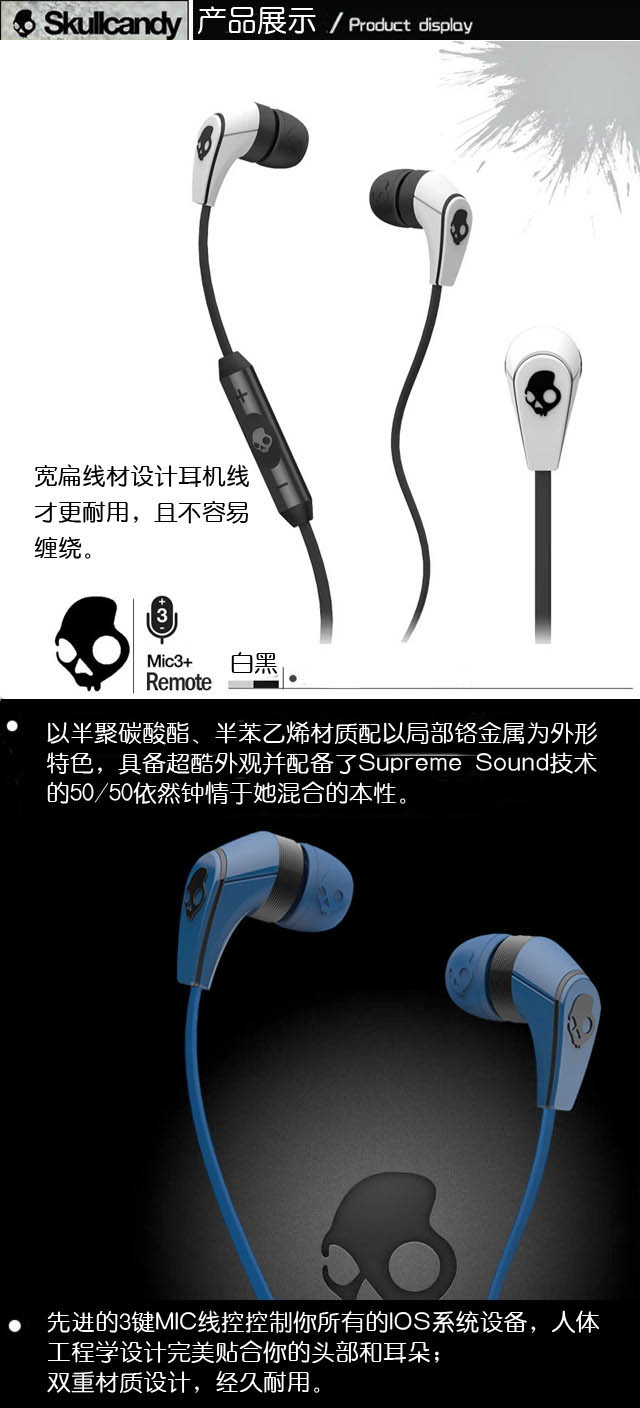 Skullcandy 产品展示 / Product display
宽扁线材设计耳机线
才更耐用，且不容易
缠绕。
+
3
-
Mic3+
Remote
白黑
以半聚碳酸酯、半苯乙烯材质配以局部铬金属为外形
特色，具备超酷外观并配备了Supreme Sound技术
的50/50依然钟情于她混合的本性。
先进的3键MIC线控控制你所有的IOS系统设备，人体
工程学设计完美贴合你的头部和耳朵；
双重材质设计，经久耐用。